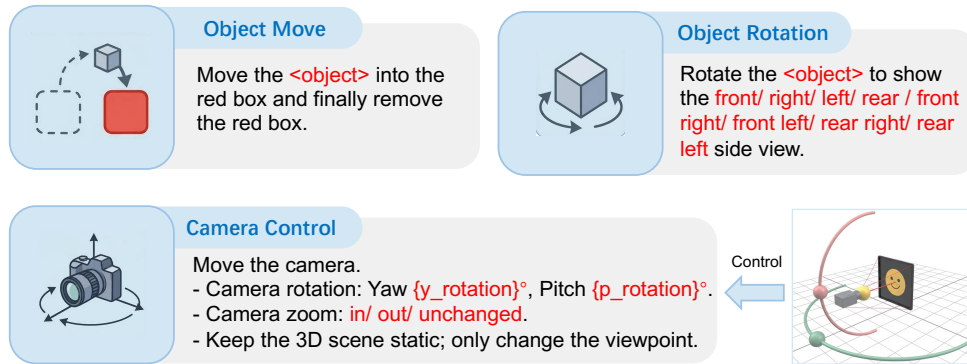 Object Move
Move the <object> into the
red box and finally remove
the red box.
Object Rotation
Rotate the <object> to show
the front/ right/ left/ rear / front
right/ front left/ rear right/ rear
left side view.
Camera Control
Move the camera.
- Camera rotation: Yaw {y_rotation}°, Pitch {p_rotation}°.
- Camera zoom: in/ out/ unchanged.
- Keep the 3D scene static; only change the viewpoint.
Control